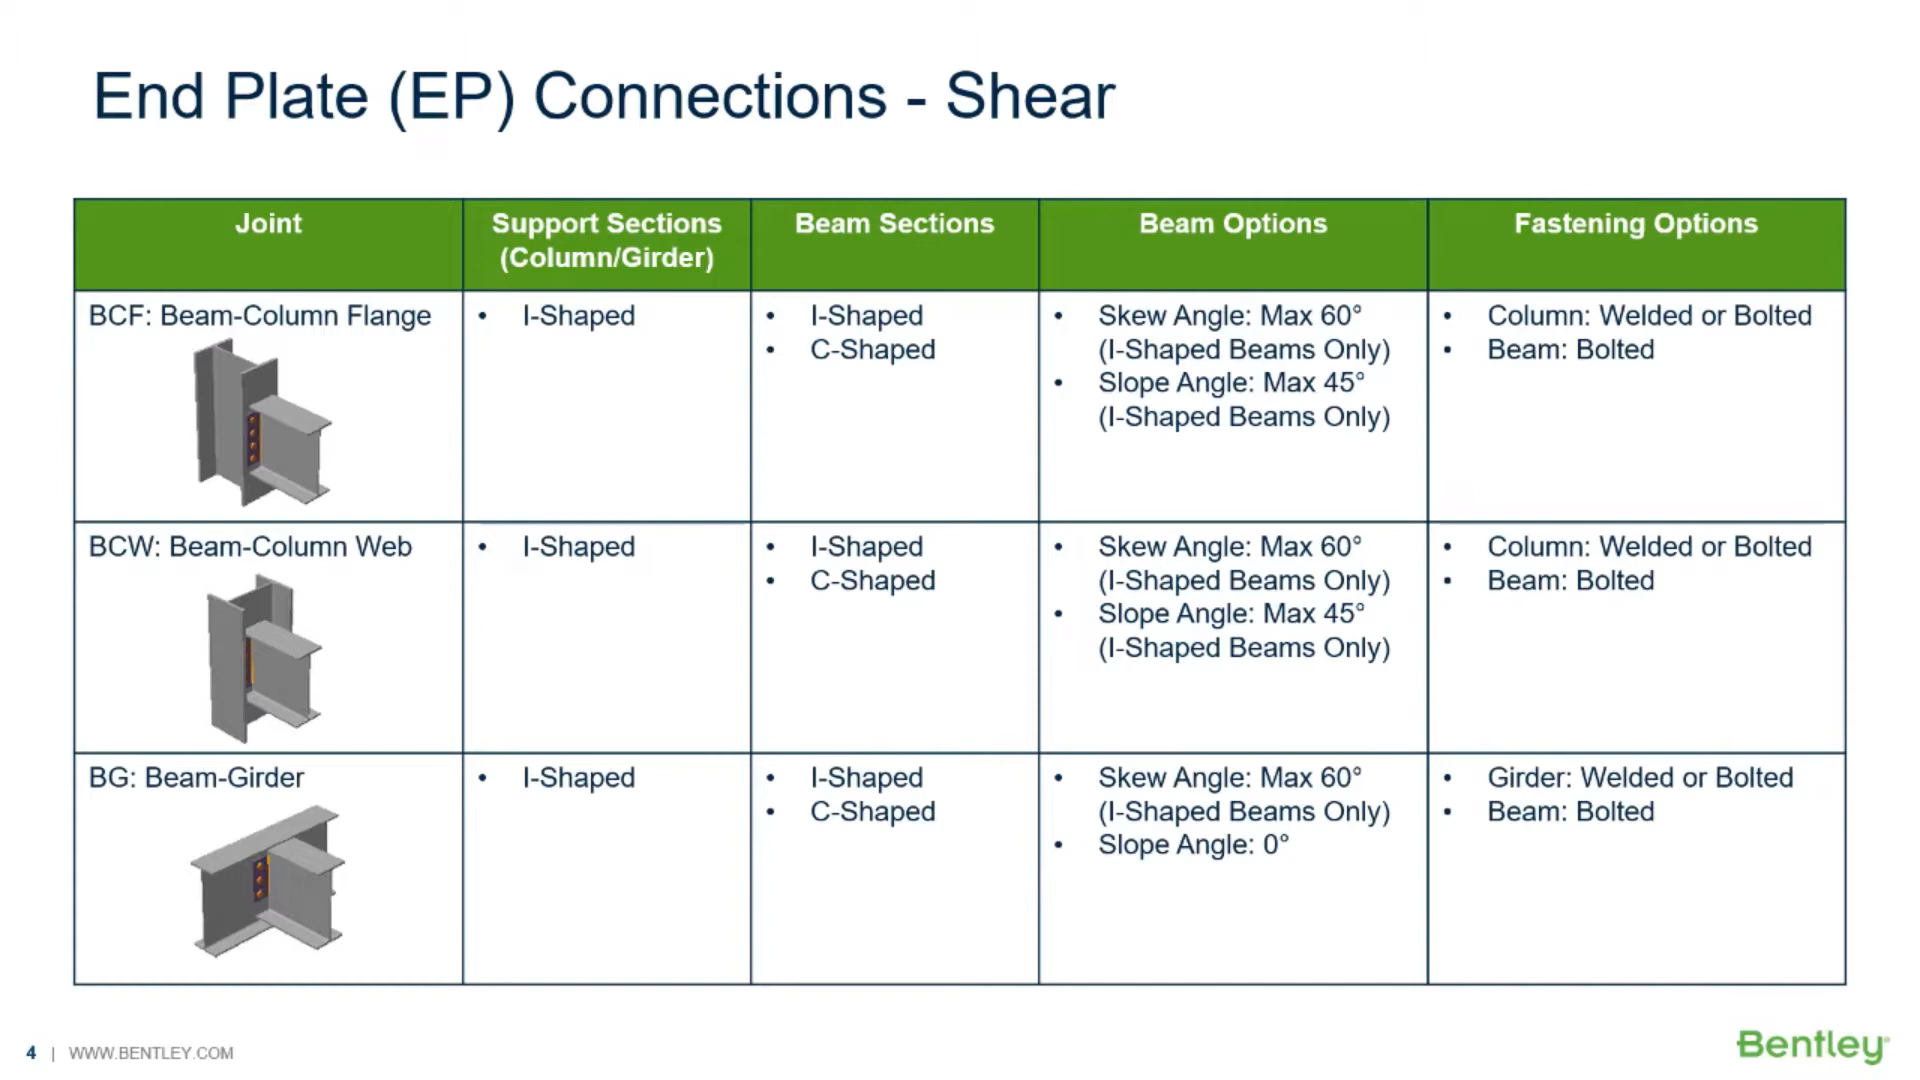 End Plate (EP) Connections - Shear
Joint
Support Sections
(Column/Girder)
Beam Sections
Beam Options
Fastening Options
BCF: Beam-Column Flange
• I-Shaped
• I-Shaped
• C-Shaped
• Skew Angle: Max 60°
(I-Shaped Beams Only)
• Slope Angle: Max 45°
(I-Shaped Beams Only)
• Column: Welded or Bolted
• Beam: Bolted
BCW: Beam-Column Web
• I-Shaped
• I-Shaped
• C-Shaped
• Skew Angle: Max 60°
(I-Shaped Beams Only)
• Slope Angle: Max 45°
(I-Shaped Beams Only)
• Column: Welded or Bolted
• Beam: Bolted
BG: Beam-Girder
• I-Shaped
• I-Shaped
• C-Shaped
• Skew Angle: Max 60°
(I-Shaped Beams Only)
• Slope Angle: 0°
• Girder: Welded or Bolted
• Beam: Bolted
4 | WWW.BENTLEY.COM
Bentley®